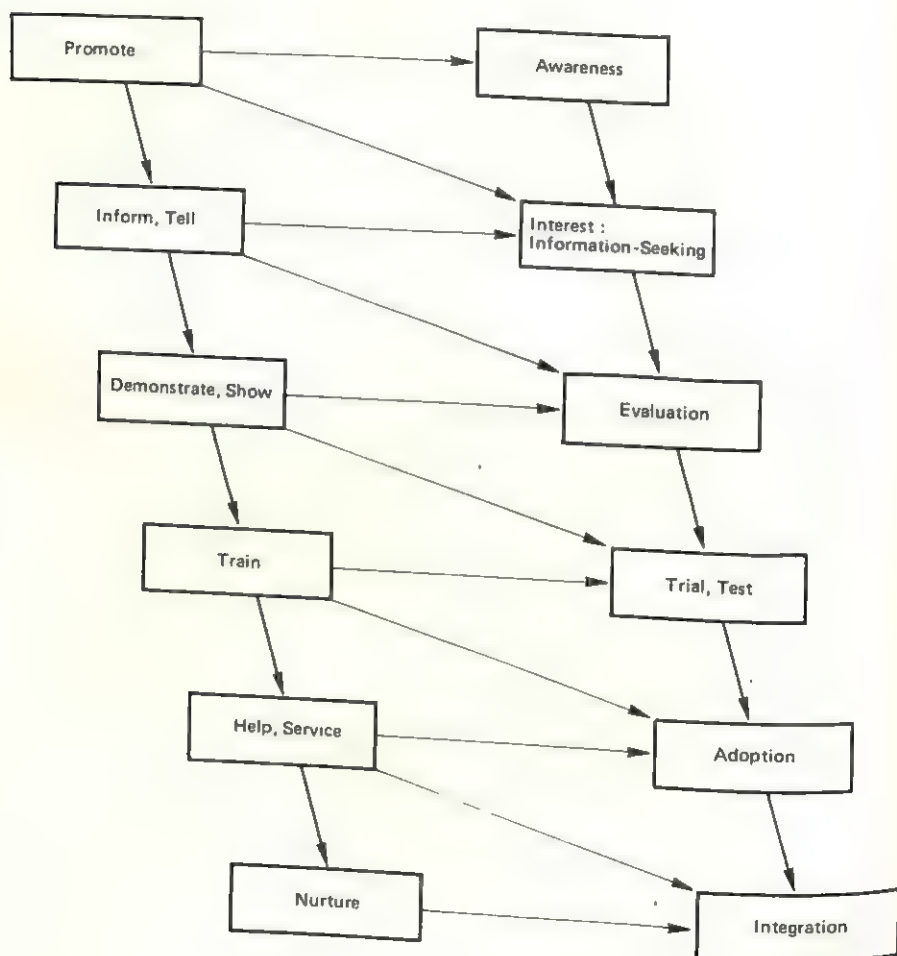 Promote
Awareness
Inform, Tell
Interest :
Information-Seeking
Demonstrate, Show
Evaluation
Train
Trial, Test
Help, Service
Adoption
Nurture
Integration